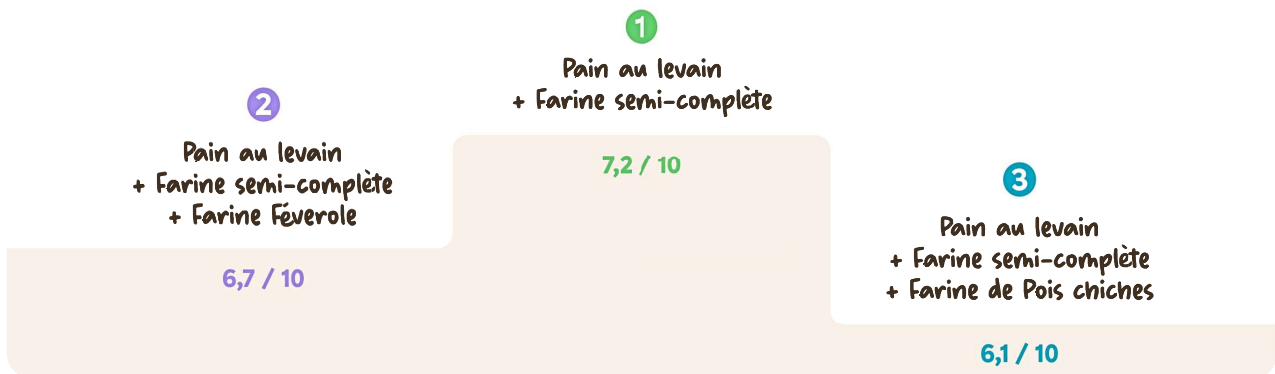 1
Pain au levain
+ Farine semi-complète
7,2 / 10
2
Pain au levain
+ Farine semi-complète
+ Farine Féverole
6,7 / 10
3
Pain au levain
+ Farine semi-complète
+ Farine de Pois chiches
6,1 / 10